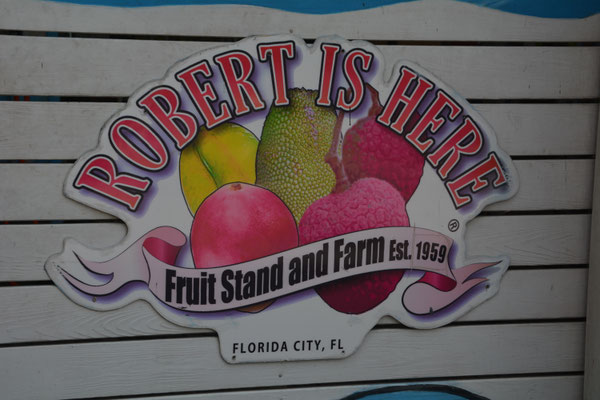 ROBERT IS HERE
®
Fruit Stand and Farm Est. 1959
FLORIDA CITY, FL